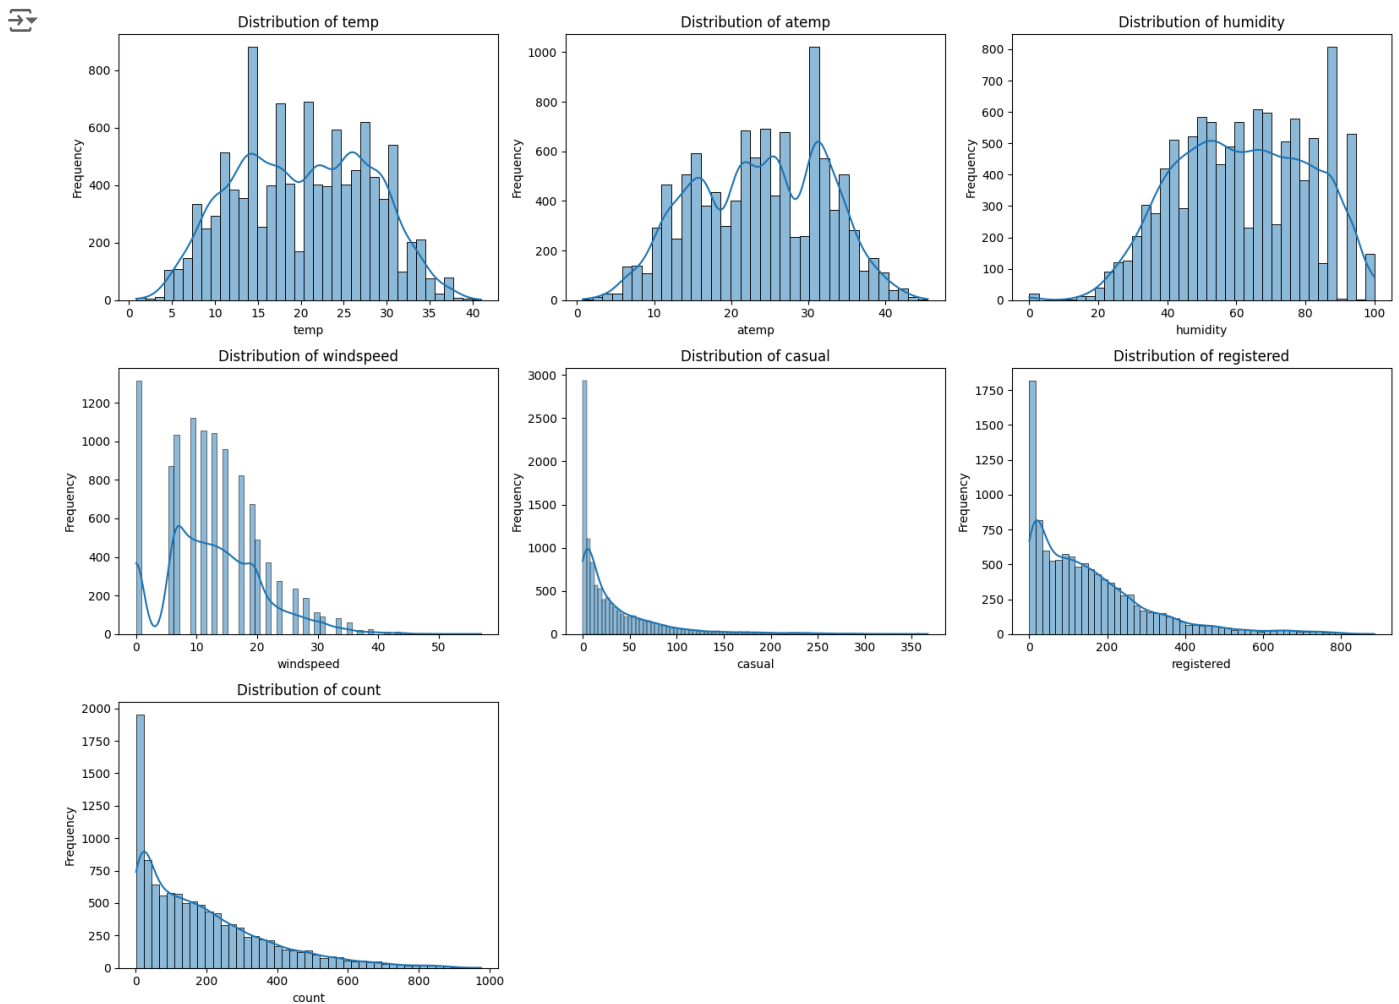 Distribution of temp
Frequency
800
600
400
200
0
0 5 10 15 20 25 30 35 40
temp
Distribution of atemp
Frequency
1000
800
600
400
200
0
0 10 20 30 40
atemp
Distribution of humidity
Frequency
800
700
600
500
400
300
200
100
0
0 20 40 60 80 100
humidity
Distribution of windspeed
Frequency
1200
1000
800
600
400
200
0
0 10 20 30 40 50
windspeed
Distribution of casual
Frequency
3000
2500
2000
1500
1000
500
0
0 50 100 150 200 250 300 350
casual
Distribution of registered
Frequency
1750
1500
1250
1000
750
500
250
0
0 200 400 600 800
registered
Distribution of count
Frequency
2000
1750
1500
1250
1000
750
500
250
0
0 200 400 600 800 1000
count